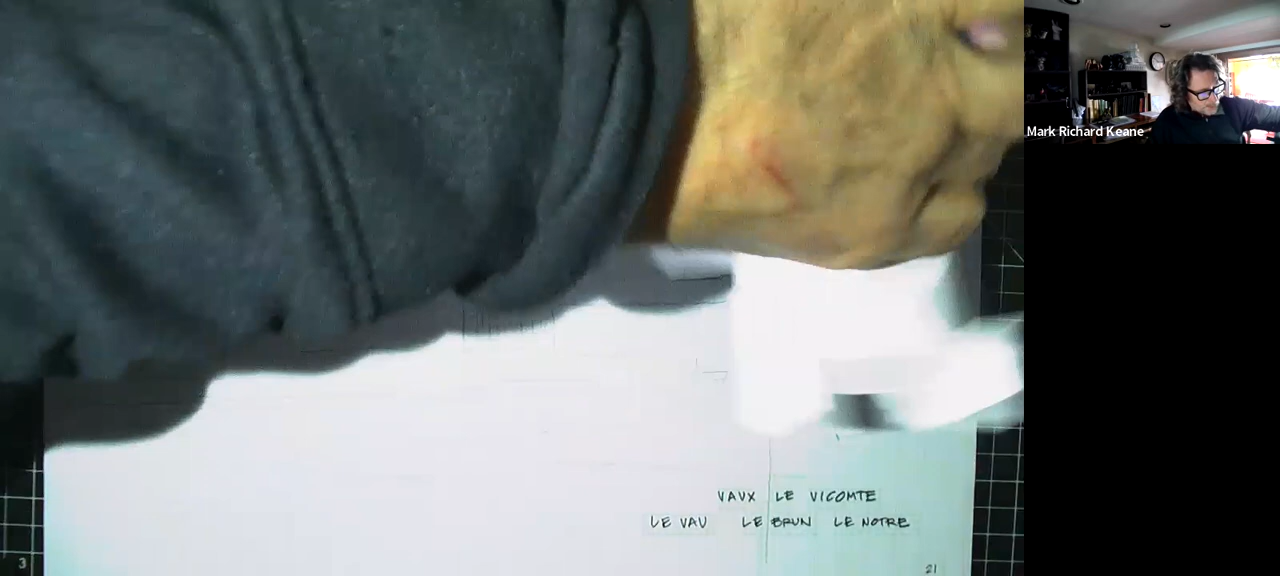 Mark Richard Keane
VAUX LE VICOMTE
LE VAU LE BRUN LE NOTRE
21
3